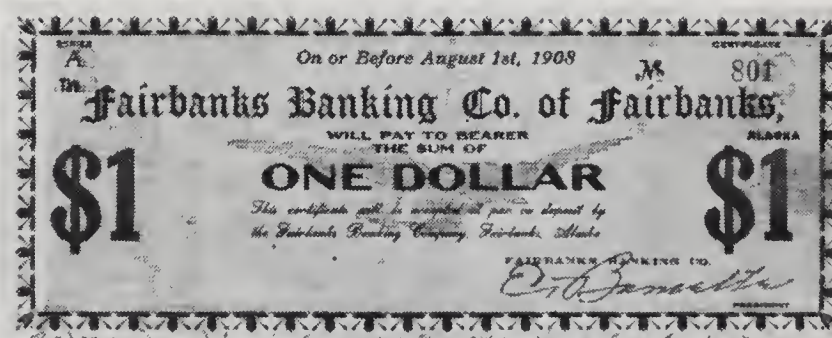 SERIES
A
CERTIFICATE
On or Before August 1st, 1908
№ 801
The Fairbanks Banking Co. of Fairbanks,
ALASKA
WILL PAY TO BEARER
THE SUM OF
$1 ONE DOLLAR $1
This certificate will be accepted at par on deposit by
the Fairbanks Banking Company, Fairbanks, Alaska
FAIRBANKS BANKING CO.
E. T. Barnette
PRESIDENT